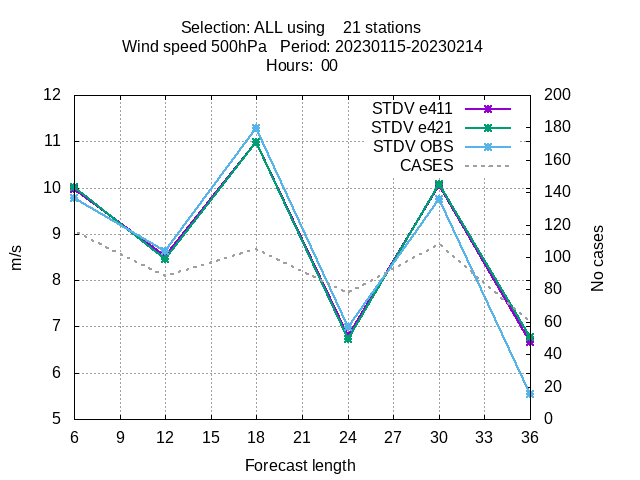 Selection: ALL using    21 stations
Wind speed 500hPa   Period: 20230115-20230214
Hours:  00
STDV e411
STDV e421
STDV OBS
CASES
12
11
10
9
8
7
6
5
m/s
200
180
160
140
120
100
80
60
40
20
0
No cases
6 9 12 15 18 21 24 27 30 33 36
Forecast length